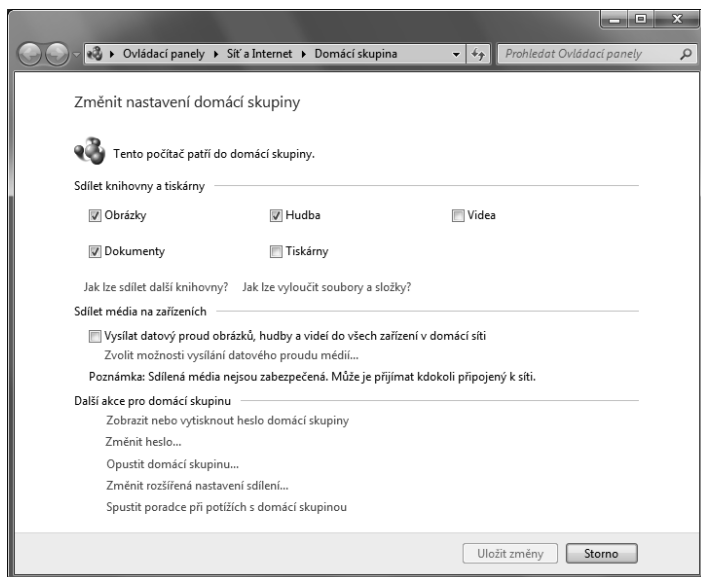 Ovládací panely Síť a Internet Domácí skupina Prohledat Ovládací panely
Změnit nastavení domácí skupiny
Tento počítač patří do domácí skupiny.
Sdílet knihovny a tiskárny
Obrázky Hudba Videa
Dokumenty Tiskárny
Jak lze sdílet další knihovny? Jak lze vyloučit soubory a složky?
Sdílet média na zařízeních
Vysílat datový proud obrázků, hudby a videí do všech zařízení v domácí síti
Zvolit možnosti vysílání datového proudu médií...
Poznámka: Sdílená média nejsou zabezpečená. Může je přijímat kdokoli připojený k síti.
Další akce pro domácí skupinu
Zobrazit nebo vytisknout heslo domácí skupiny
Změnit heslo...
Opustit domácí skupinu...
Změnit rozšířená nastavení sdílení...
Spustit poradce při potížích s domácí skupinou
Uložit změny Storno